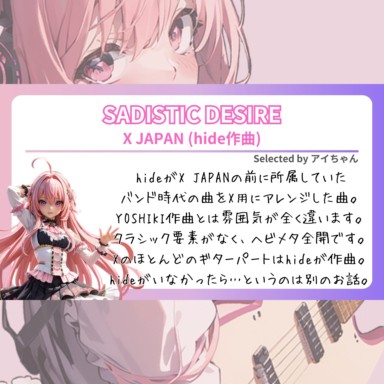 SADISTIC DESIRE
X JAPAN (hide作曲)
Selected by アイちゃん
hideがX JAPANの前に所属していた
バンド時代の曲をX用にアレンジした曲。
YOSHIKI作曲とは雰囲気が全く違います。
クラシック要素がなく、ヘビメタ全開です。
Xのほとんどのギターパートはhideが作曲。
hideがいなかったら…というのは別のお話。